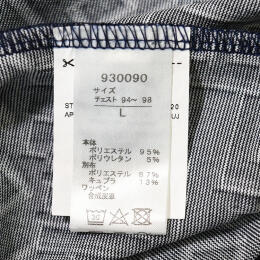 930090
サイズ
チェスト 94～ 98
L
本体
ポリエステル 95%
ポリウレタン 5%
別布
ポリエステル 87%
キュプラ 13%
ワッペン
合成皮革